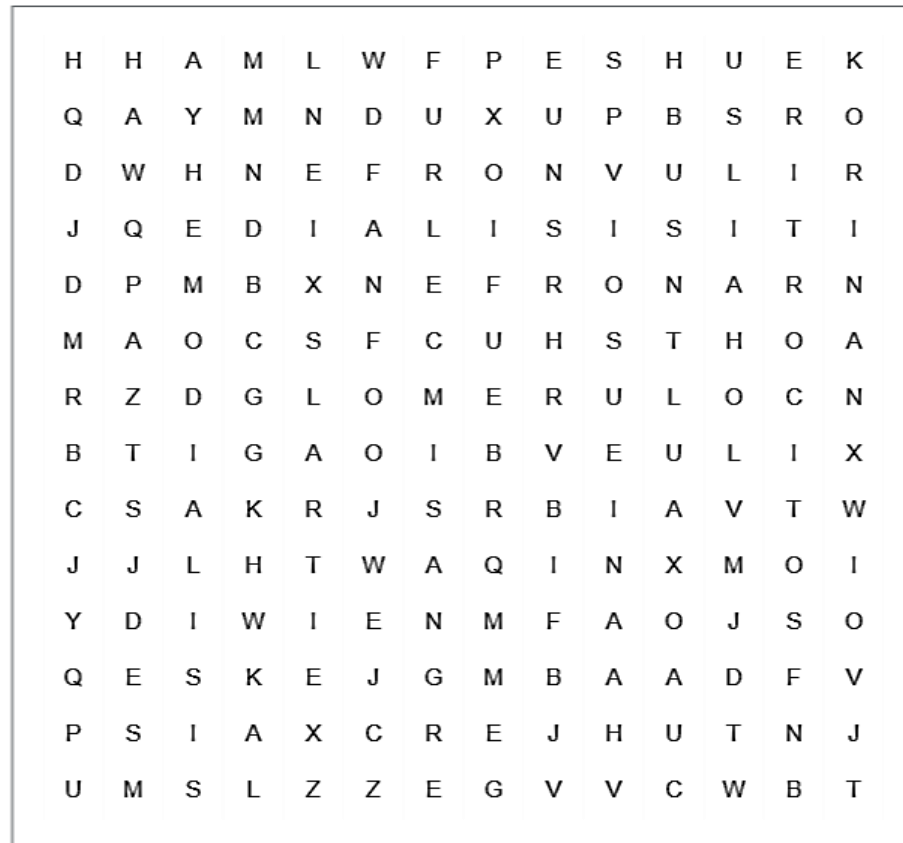 H H A M L W F P E S H U E K
Q A Y M N D U X U P B S R O
D W H N E F R O N V U L I R
J Q E D I A L I S I S I T I
D P M B X N E F R O N A R N
M A O C S F C U H S T H O A
R Z D G L O M E R U L O C N
B T I G A O I B V E U L I X
C S A K R J S R B I A V T W
J J L H T W A Q I N X M O I
Y D I W I E N M F A O J S O
Q E S K E J G M B A A D F V
P S I A X C R E J H U T N J
U M S L Z Z E G V V C W B T